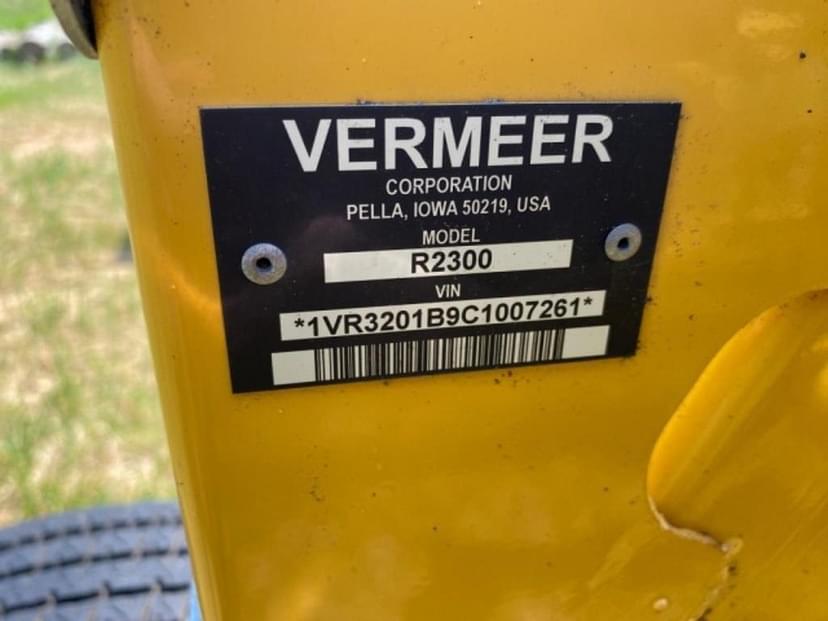 VERMEER
CORPORATION
PELLA, IOWA 50219, USA
MODEL
R2300
VIN
*1VR3201B9C1007261*